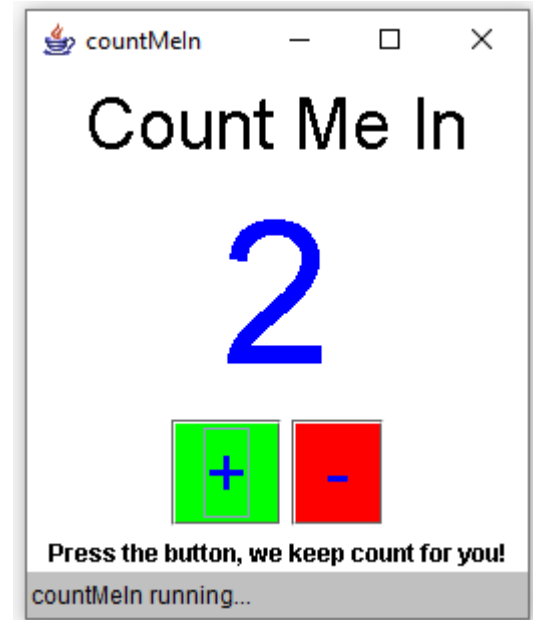 countMeIn
Count Me In
2
+ -
Press the button, we keep count for you!
countMeIn running...